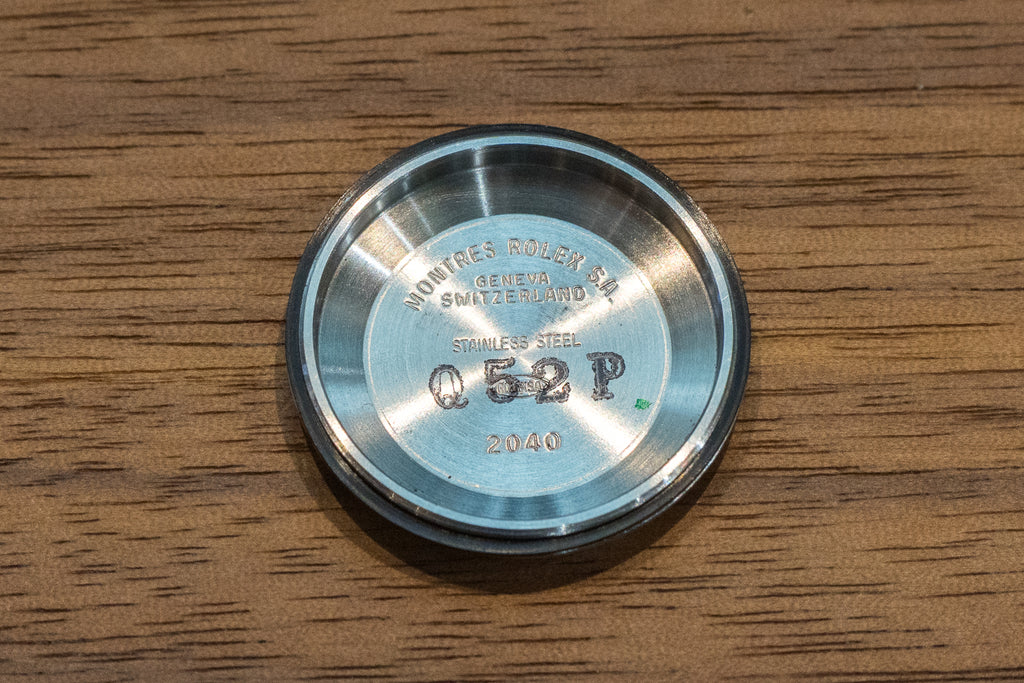 MONTRES ROLEX S.A.
GENEVA
SWITZERLAND
STAINLESS STEEL
Q 52 P
2040